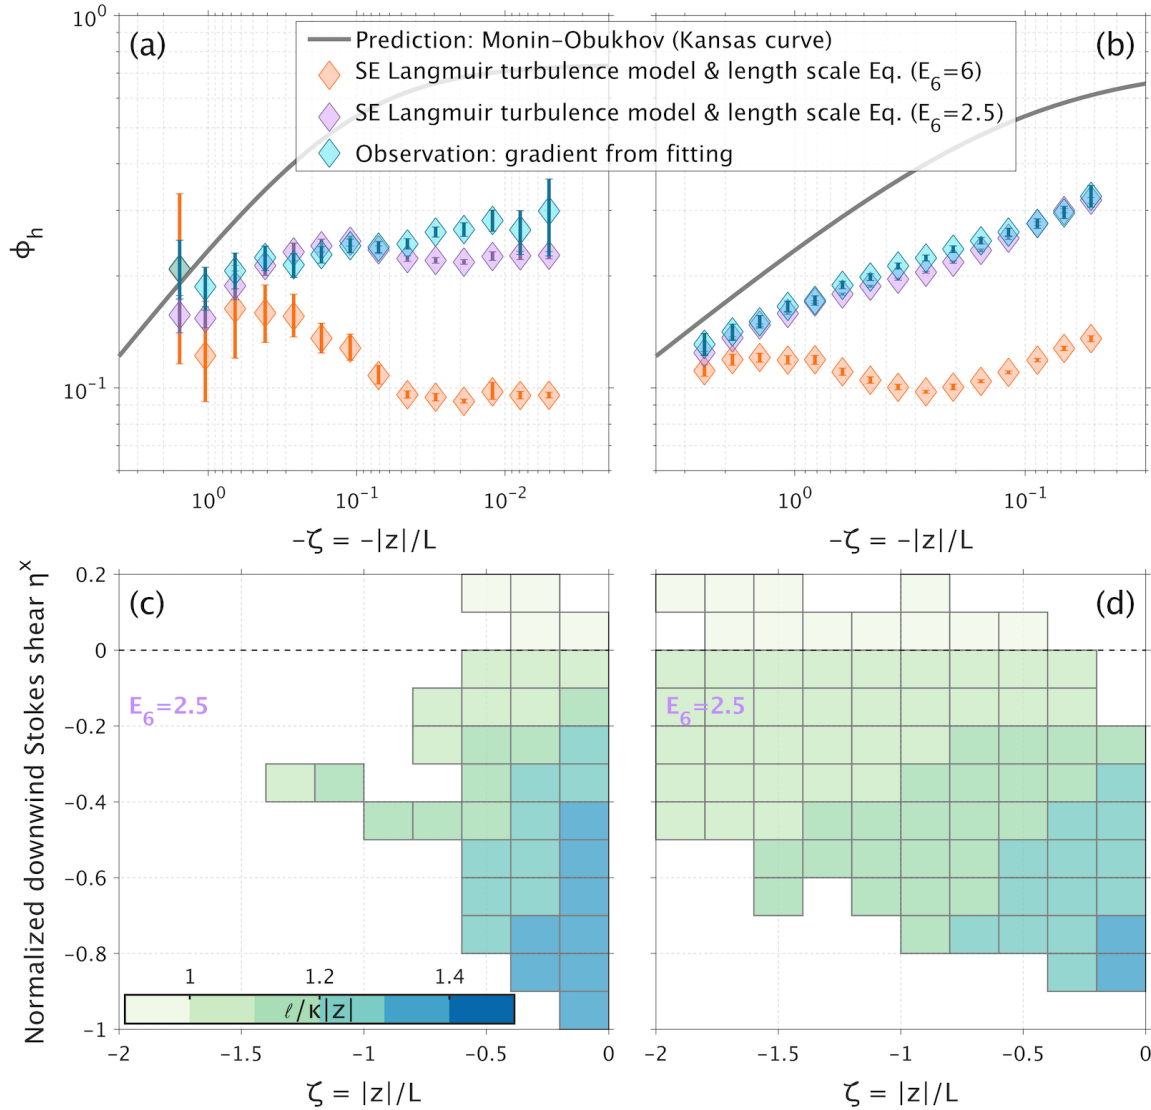 (a)
(b)
Prediction: Monin-Obukhov (Kansas curve)
SE Langmuir turbulence model & length scale Eq. (E₆=6)
SE Langmuir turbulence model & length scale Eq. (E₆=2.5)
Observation: gradient from fitting
10⁰
10⁻¹
ϕₕ
10⁰ 10⁻¹ 10⁻²
10⁰ 10⁻¹
-ζ = -|z|/L
-ζ = -|z|/L
(c)
(d)
Normalized downwind Stokes shear ηˣ
0.2
0
-0.2
-0.4
-0.6
-0.8
-1
E₆=2.5
E₆=2.5
1 1.2 1.4
ℓ/κ|z|
-2 -1.5 -1 -0.5 0
-2 -1.5 -1 -0.5 0
ζ = |z|/L
ζ = |z|/L